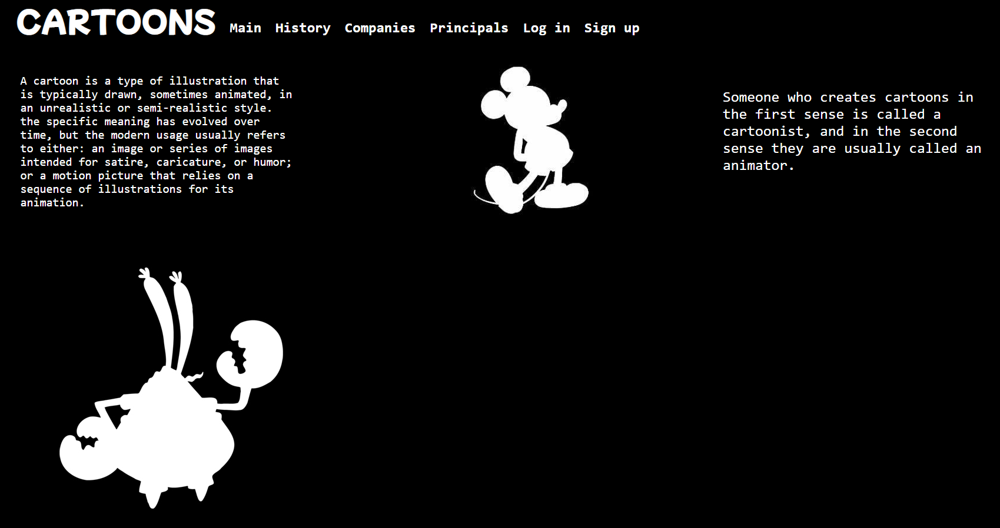 CARTOONS
Main History Companies Principals Log in Sign up
A cartoon is a type of illustration that
is typically drawn, sometimes animated, in
an unrealistic or semi-realistic style.
the specific meaning has evolved over
time, but the modern usage usually refers
to either: an image or series of images
intended for satire, caricature, or humor;
or a motion picture that relies on a
sequence of illustrations for its
animation.
Someone who creates cartoons in
the first sense is called a
cartoonist, and in the second
sense they are usually called an
animator.